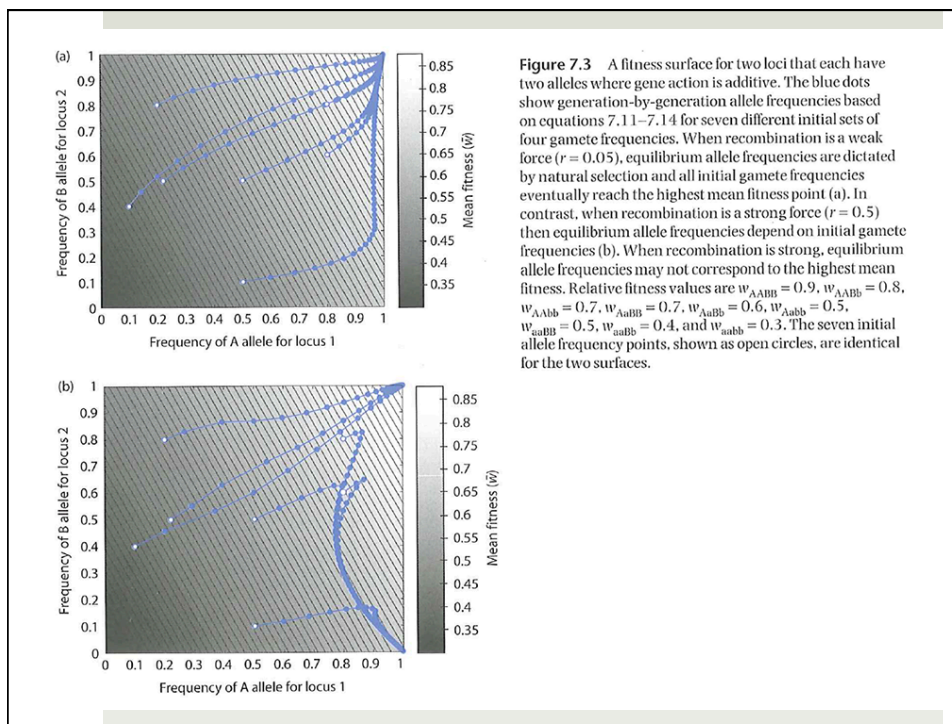 (a)
1
0.9
0.8
0.7
0.6
0.5
0.4
0.3
0.2
0.1
0
Frequency of B allele for locus 2
0.1 0.2 0.3 0.4 0.5 0.6 0.7 0.8 0.9 1
Frequency of A allele for locus 1
0.85
0.8
0.75
0.7
0.65
0.6
0.55
0.5
0.45
0.4
0.35
Mean fitness (w̄)
Figure 7.3 A fitness surface for two loci that each have
two alleles where gene action is additive. The blue dots
show generation-by-generation allele frequencies based
on equations 7.11–7.14 for seven different initial sets of
four gamete frequencies. When recombination is a weak
force (r = 0.05), equilibrium allele frequencies are dictated
by natural selection and all initial gamete frequencies
eventually reach the highest mean fitness point (a). In
contrast, when recombination is a strong force (r = 0.5)
then equilibrium allele frequencies depend on initial gamete
frequencies (b). When recombination is strong, equilibrium
allele frequencies may not correspond to the highest mean
fitness. Relative fitness values are wAABB = 0.9, wAABb = 0.8,
wAAbb = 0.7, wAaBB = 0.7, wAaBb = 0.6, wAabb = 0.5,
waaBB = 0.5, waaBb = 0.4, and waabb = 0.3. The seven initial
allele frequency points, shown as open circles, are identical
for the two surfaces.
(b)
1
0.9
0.8
0.7
0.6
0.5
0.4
0.3
0.2
0.1
0
Frequency of B allele for locus 2
0 0.1 0.2 0.3 0.4 0.5 0.6 0.7 0.8 0.9 1
Frequency of A allele for locus 1
0.85
0.8
0.75
0.7
0.65
0.6
0.55
0.5
0.45
0.4
0.35
Mean fitness (w̄)